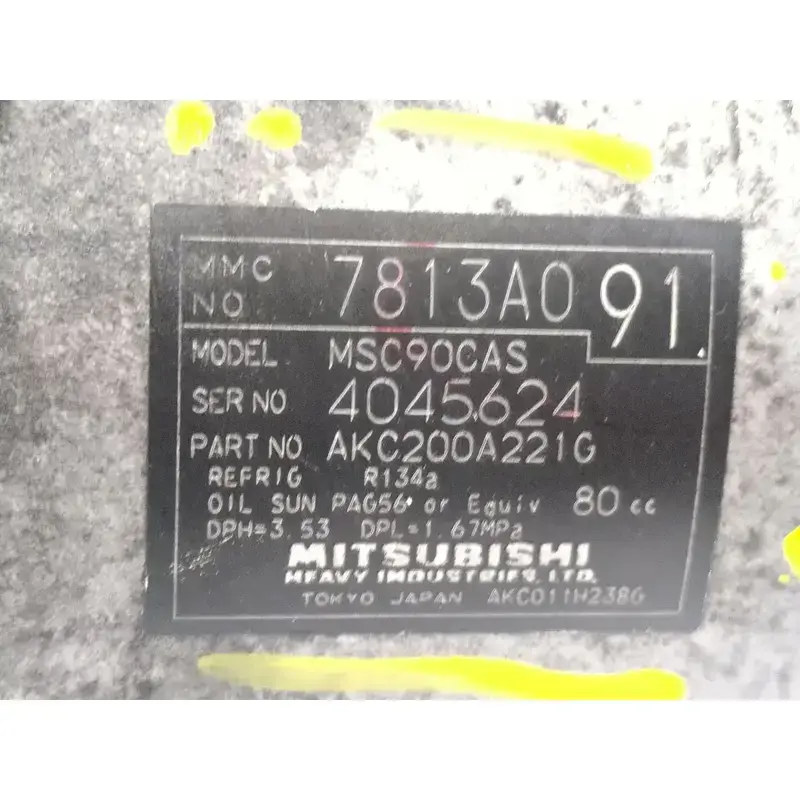 MMC NO 7813A091
MODEL MSC90CAS
SER NO 4045624
PART NO AKC200A221G
REFRIG R134a
OIL SUN PAG56 or Equiv 80 cc
DPH=3.53 DPL=1.67MPa
MITSUBISHI
HEAVY INDUSTRIES, LTD.
TOKYO JAPAN AKC011H238G